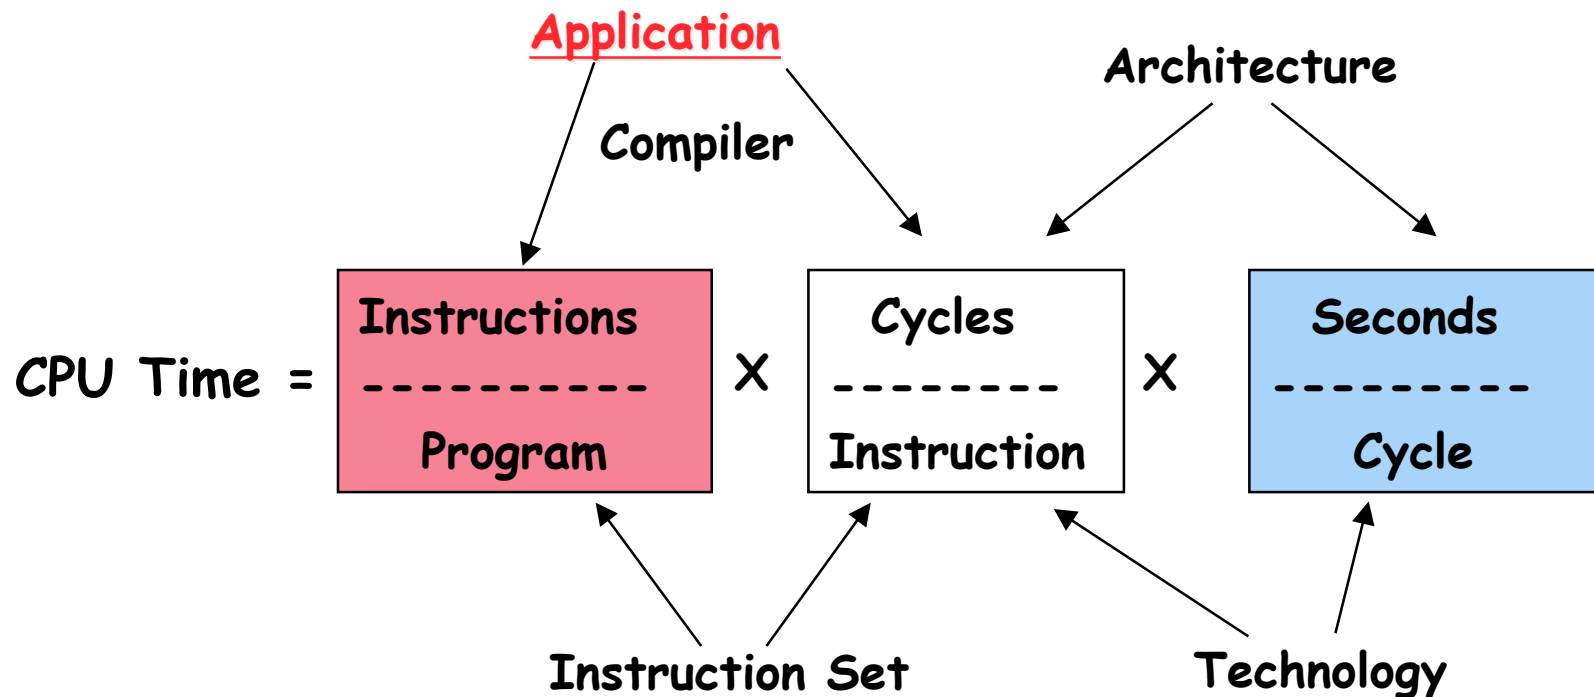 Application
Architecture
Compiler
Instructions
----------
Program
CPU Time =
X
Cycles
--------
Instruction
X
Seconds
---------
Cycle
Instruction Set
Technology